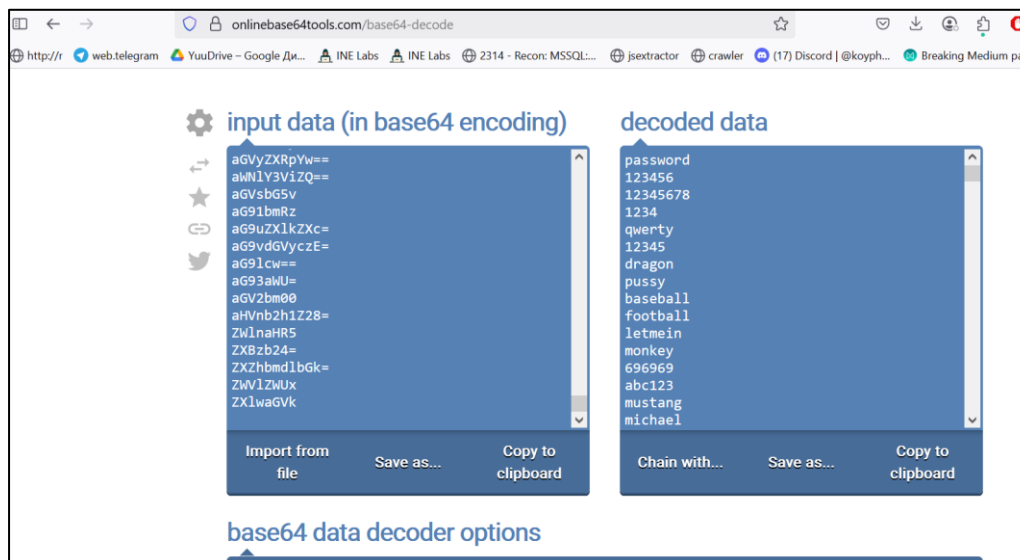 onlinebase64tools.com/base64-decode
http://r web.telegram YuuDrive – Google Ди... INE Labs INE Labs 2314 - Recon: MSSQL:... jsextractor crawler (17) Discord | @koyph... Breaking Medium pa
input data (in base64 encoding)
aGVyZXRpYw==
aWNlY3ViZQ==
aGVsbG5v
aG91bmRz
aG9uZXlkZXc=
aG9vdGVyczE=
aG9lcw==
aG93aWU=
aGV2bm00
aHVnb2h1Z28=
ZWlnaHR5
ZXBzb24=
ZXZhbmdlbGk=
ZWVlZWUx
ZXlwaGVk
Import from file
Save as...
Copy to clipboard
decoded data
password
123456
12345678
1234
qwerty
12345
dragon
pussy
baseball
football
letmein
monkey
696969
abc123
mustang
michael
Chain with...
Save as...
Copy to clipboard
base64 data decoder options